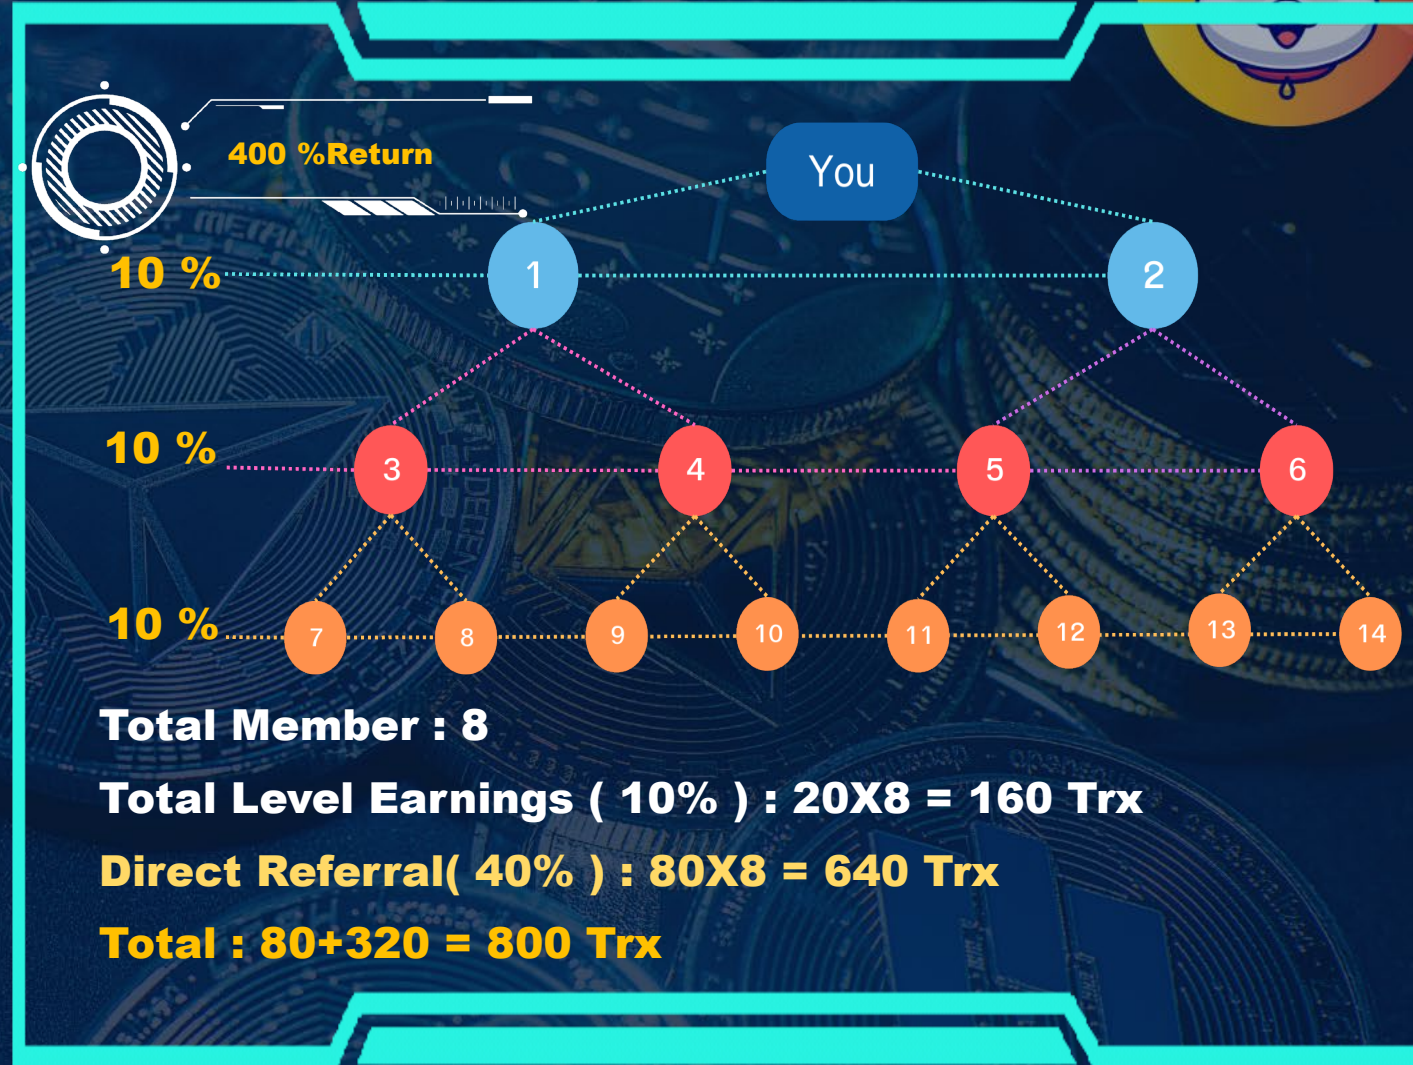 400 %Return
You
10 % 1 2
10 % 3 4 5 6
10 % 7 8 9 10 11 12 13 14
Total Member : 8
Total Level Earnings ( 10% ) : 20X8 = 160 Trx
Direct Referral( 40% ) : 80X8 = 640 Trx
Total : 80+320 = 800 Trx